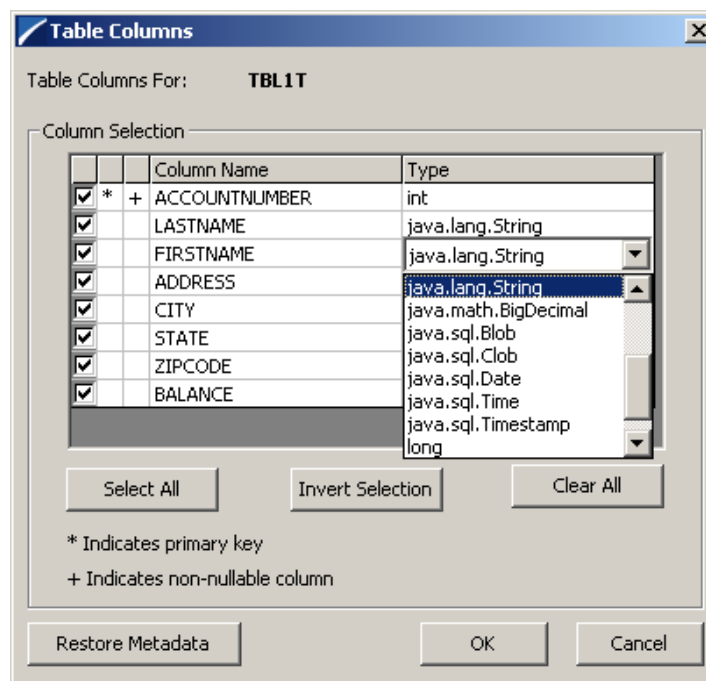 Table Columns
Table Columns For: TBL1T
Column Selection
Column Name Type
* + ACCOUNTNUMBER int
LASTNAME java.lang.String
FIRSTNAME java.lang.String
ADDRESS java.lang.String
CITY java.math.BigDecimal
STATE java.sql.Blob
java.sql.Clob
ZIPCODE java.sql.Date
BALANCE java.sql.Time
java.sql.Timestamp
long
Select All Invert Selection Clear All
* Indicates primary key
+ Indicates non-nullable column
Restore Metadata OK Cancel